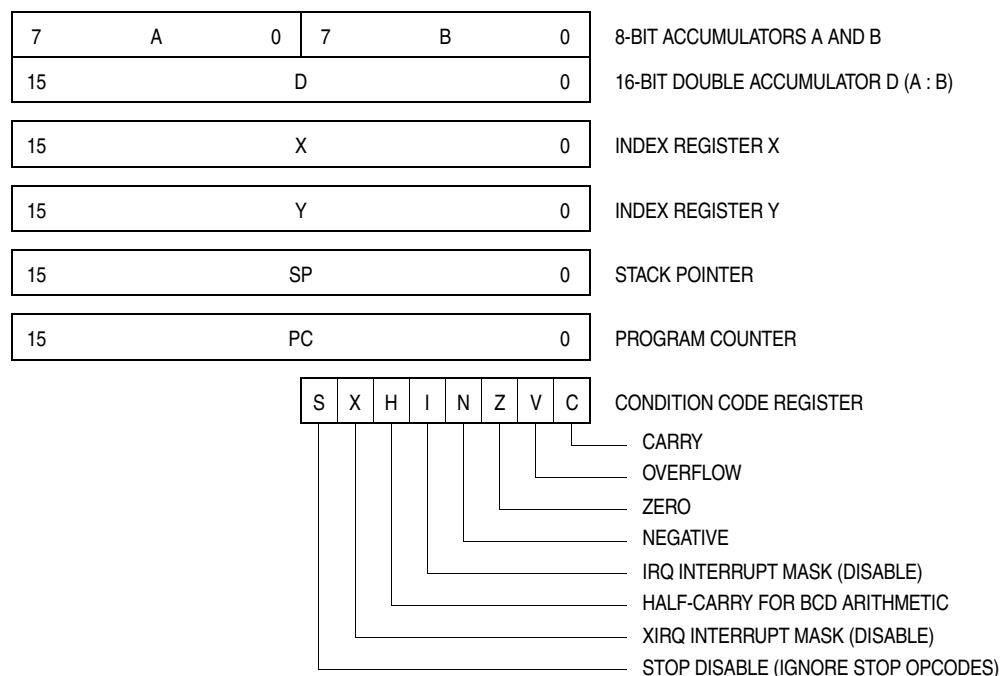 7 A 0 7 B 0 8-BIT ACCUMULATORS A AND B
15 D 0 16-BIT DOUBLE ACCUMULATOR D (A : B)
15 X 0 INDEX REGISTER X
15 Y 0 INDEX REGISTER Y
15 SP 0 STACK POINTER
15 PC 0 PROGRAM COUNTER
S X H I N Z V C CONDITION CODE REGISTER
CARRY
OVERFLOW
ZERO
NEGATIVE
IRQ INTERRUPT MASK (DISABLE)
HALF-CARRY FOR BCD ARITHMETIC
XIRQ INTERRUPT MASK (DISABLE)
STOP DISABLE (IGNORE STOP OPCODES)